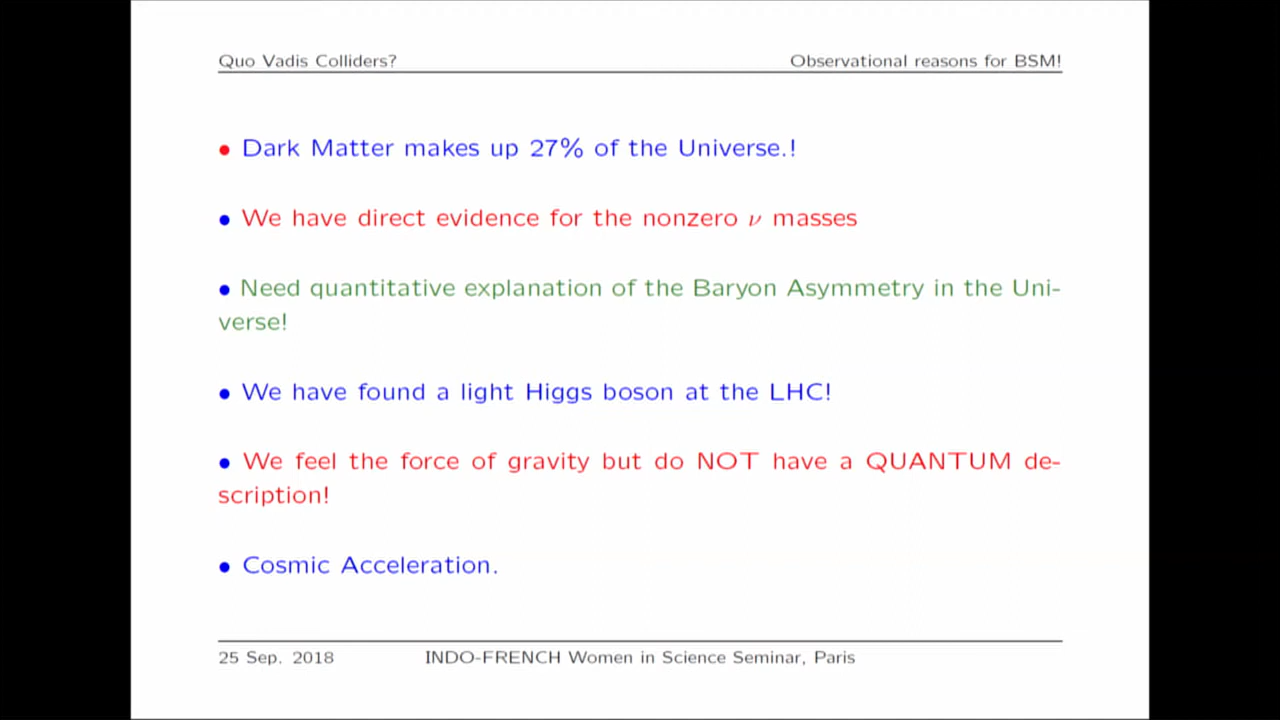 Quo Vadis Colliders? Observational reasons for BSM!
• Dark Matter makes up 27% of the Universe.!
• We have direct evidence for the nonzero ν masses
• Need quantitative explanation of the Baryon Asymmetry in the Uni-
verse!
• We have found a light Higgs boson at the LHC!
• We feel the force of gravity but do NOT have a QUANTUM de-
scription!
• Cosmic Acceleration.
25 Sep. 2018 INDO-FRENCH Women in Science Seminar, Paris